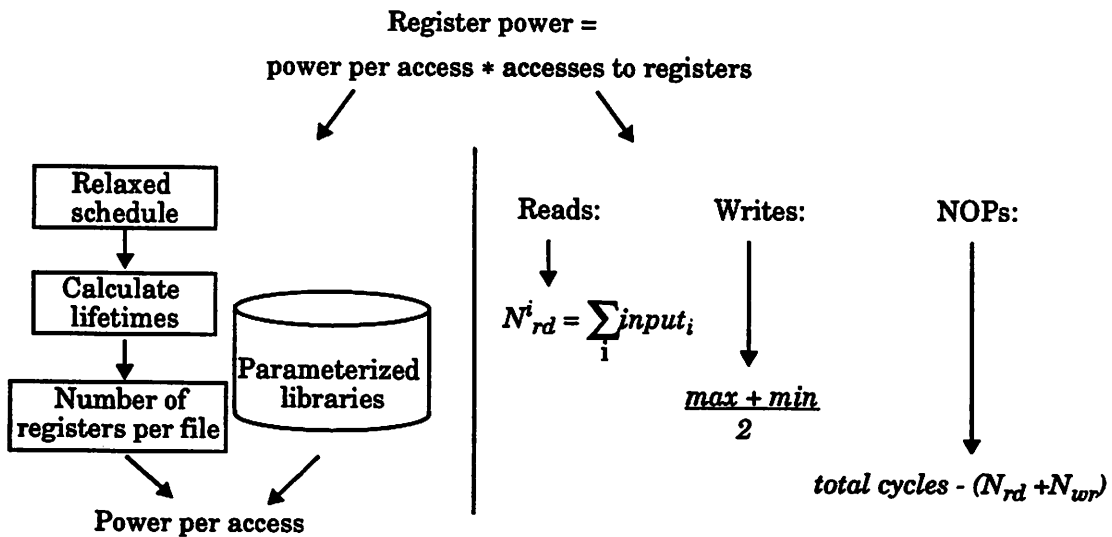 Register power =
power per access * accesses to registers
Relaxed
schedule
Calculate
lifetimes
Number of
registers per file
Parameterized
libraries
Power per access
Reads:
N^i_rd = ∑_i input_i
Writes:
max + min
2
NOPs:
total cycles - (N_rd +N_wr)